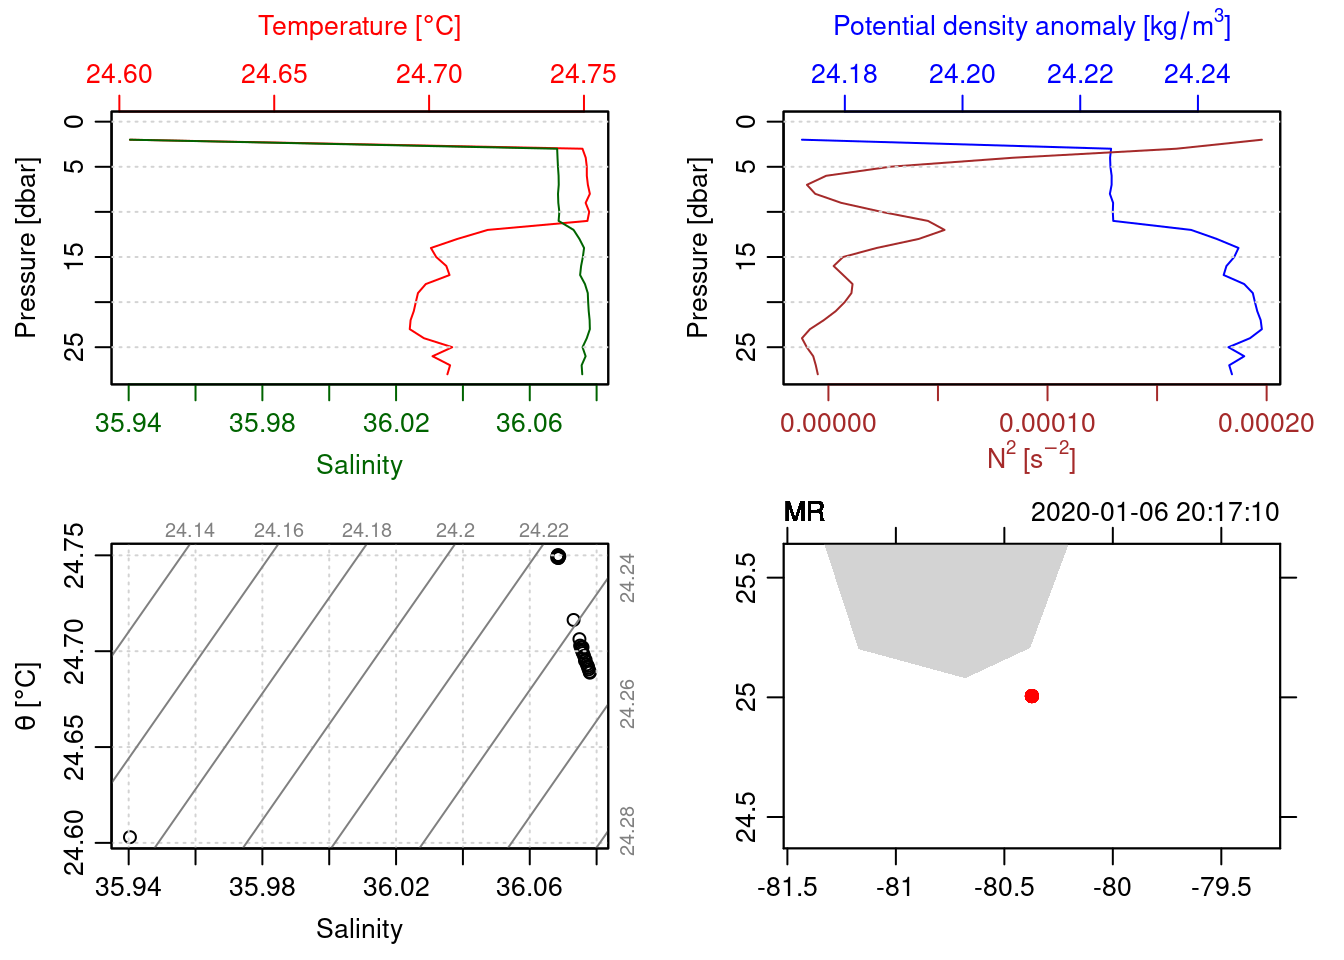 Temperature [°C]
24.60 24.65 24.70 24.75
Pressure [dbar]
0
5
15
25
35.94 35.98 36.02 36.06
Salinity
Potential density anomaly [kg/m³]
24.18 24.20 24.22 24.24
Pressure [dbar]
0
5
15
25
0.00000 0.00010 0.00020
N² [s⁻²]
24.14 24.16 24.18 24.2 24.22
24.24
24.26
24.28
θ [°C]
24.75
24.70
24.65
24.60
35.94 35.98 36.02 36.06
Salinity
MR 2020-01-06 20:17:10
25.5
25
24.5
-81.5 -81 -80.5 -80 -79.5